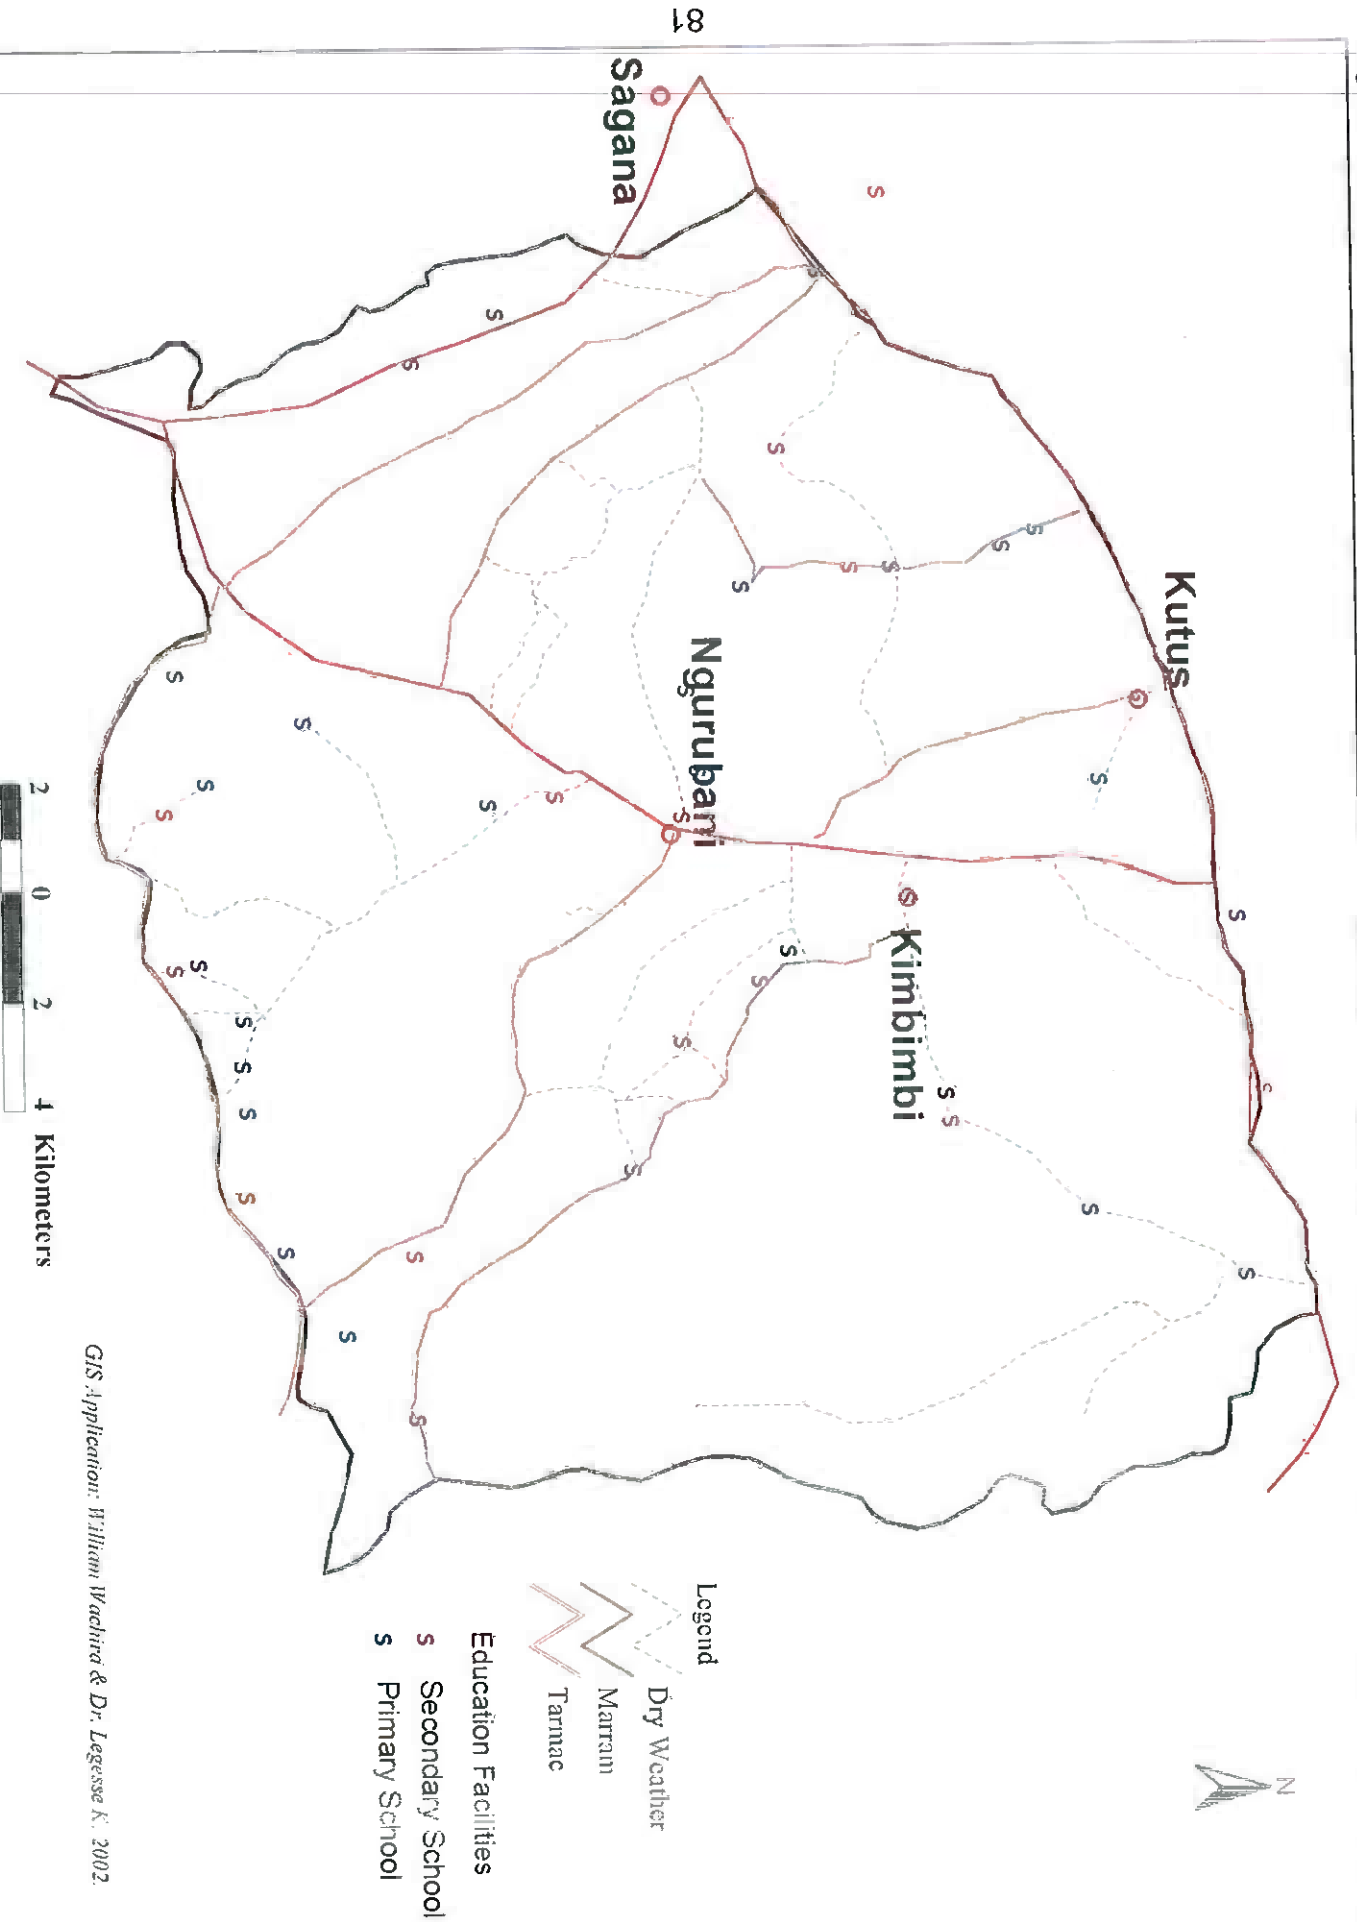 81
N
Kutus
Kimbimbi
Ngurubani
Sagana
Legend
Dry Weather
Marram
Tarmac
Education Facilities
S Secondary School
S Primary School
2 0 2 4 Kilometers
GIS Application: William Wachira & Dr. Legesse K. 2002.